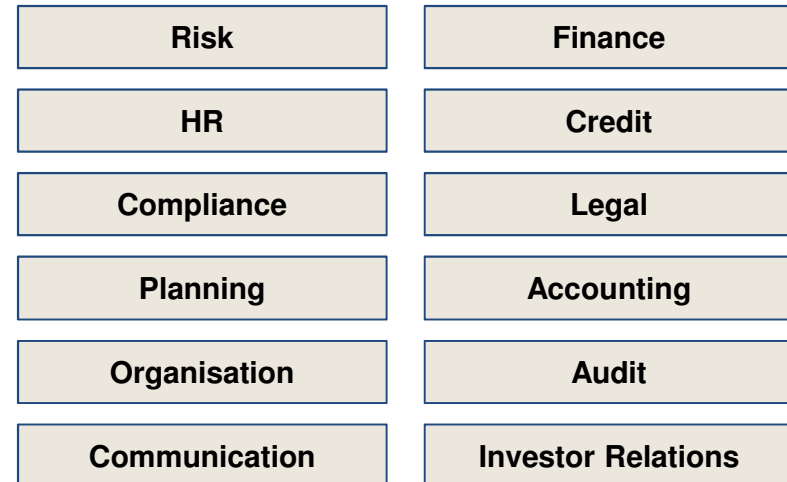 Risk
Finance
HR
Credit
Compliance
Legal
Planning
Accounting
Organisation
Audit
Communication
Investor Relations